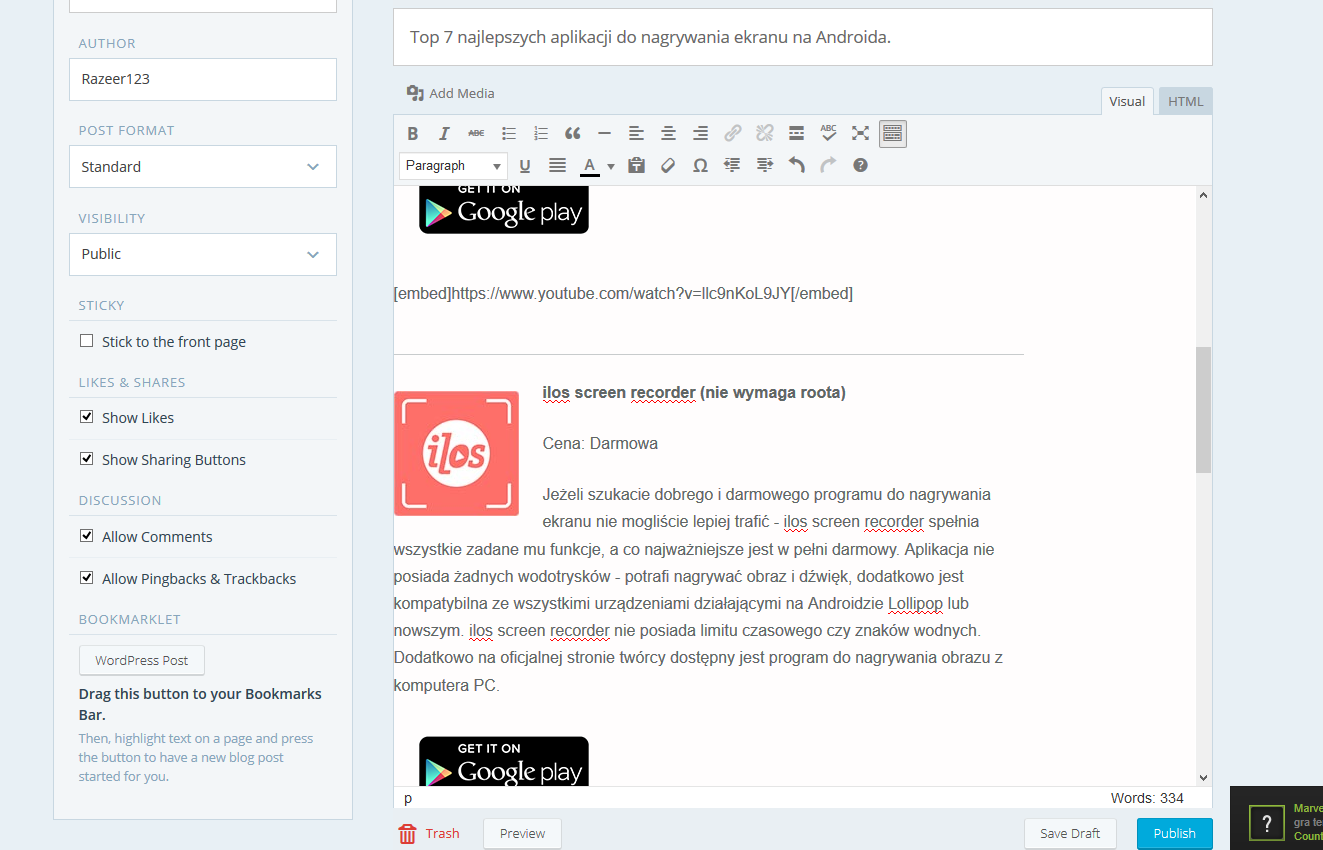 AUTHOR
Razeer123
POST FORMAT
Standard
VISIBILITY
Public
STICKY
Stick to the front page
LIKES & SHARES
Show Likes
Show Sharing Buttons
DISCUSSION
Allow Comments
Allow Pingbacks & Trackbacks
BOOKMARKLET
WordPress Post
Drag this button to your Bookmarks
Bar.
Then, highlight text on a page and press
the button to have a new blog post
started for you.
Top 7 najlepszych aplikacji do nagrywania ekranu na Androida.
Add Media
Visual HTML
B I ABC ABC
Paragraph U A Ω
GET IT ON
Google play
[embed]https://www.youtube.com/watch?v=llc9nKoL9JY[/embed]
ilos
ilos screen recorder (nie wymaga roota)
Cena: Darmowa
Jeżeli szukacie dobrego i darmowego programu do nagrywania
ekranu nie mogliście lepiej trafić - ilos screen recorder spełnia
wszystkie zadane mu funkcje, a co najważniejsze jest w pełni darmowy. Aplikacja nie
posiada żadnych wodotrysków - potrafi nagrywać obraz i dźwięk, dodatkowo jest
kompatybilna ze wszystkimi urządzeniami działającymi na Androidzie Lollipop lub
nowszym. ilos screen recorder nie posiada limitu czasowego czy znaków wodnych.
Dodatkowo na oficjalnej stronie twórcy dostępny jest program do nagrywania obrazu z
komputera PC.
GET IT ON
Google play
p Words: 334
Trash Preview Save Draft Publish
?
Marve
gra te
Count